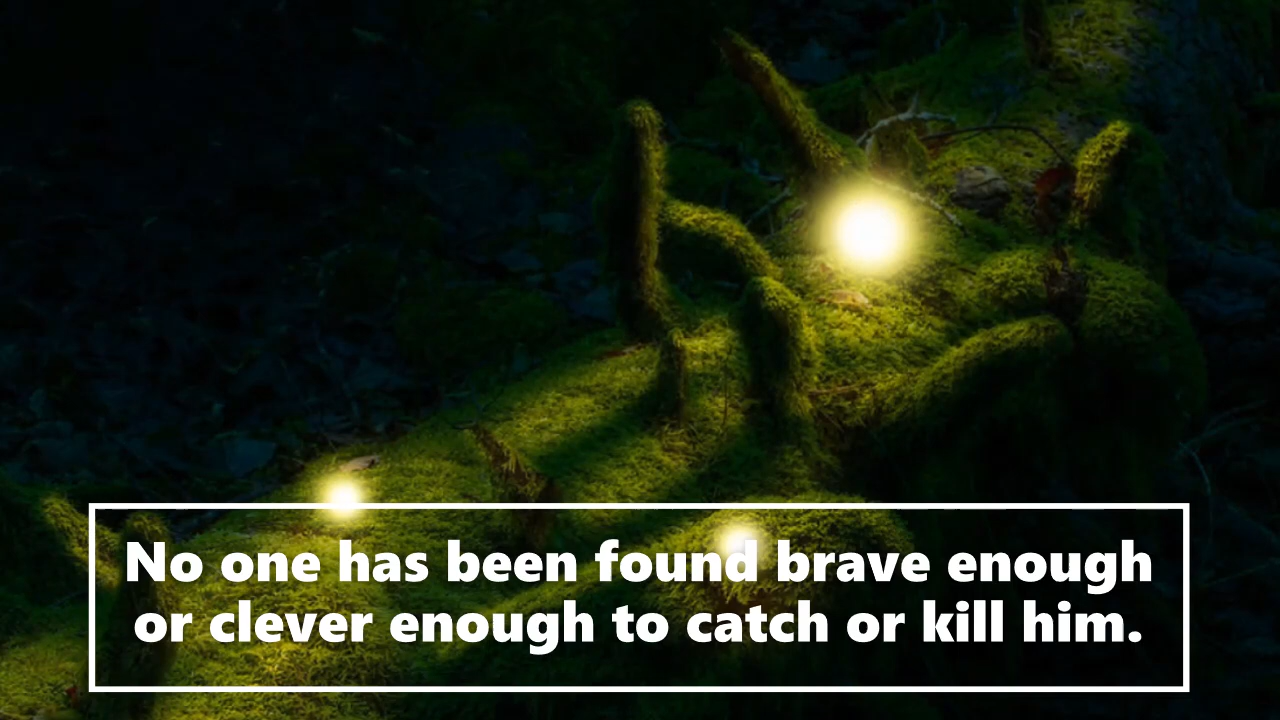 No one has been found brave enough
or clever enough to catch or kill him.